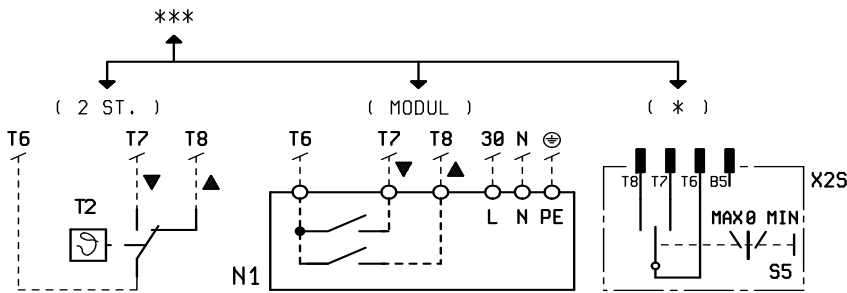 ***
( 2 ST. ) ( MODUL ) ( * )
T6 T7 T8 T6 T7 T8 30 N
T8 T7 T6 B5 X2S
T2
L N PE MAX 0 MIN
N1 S5